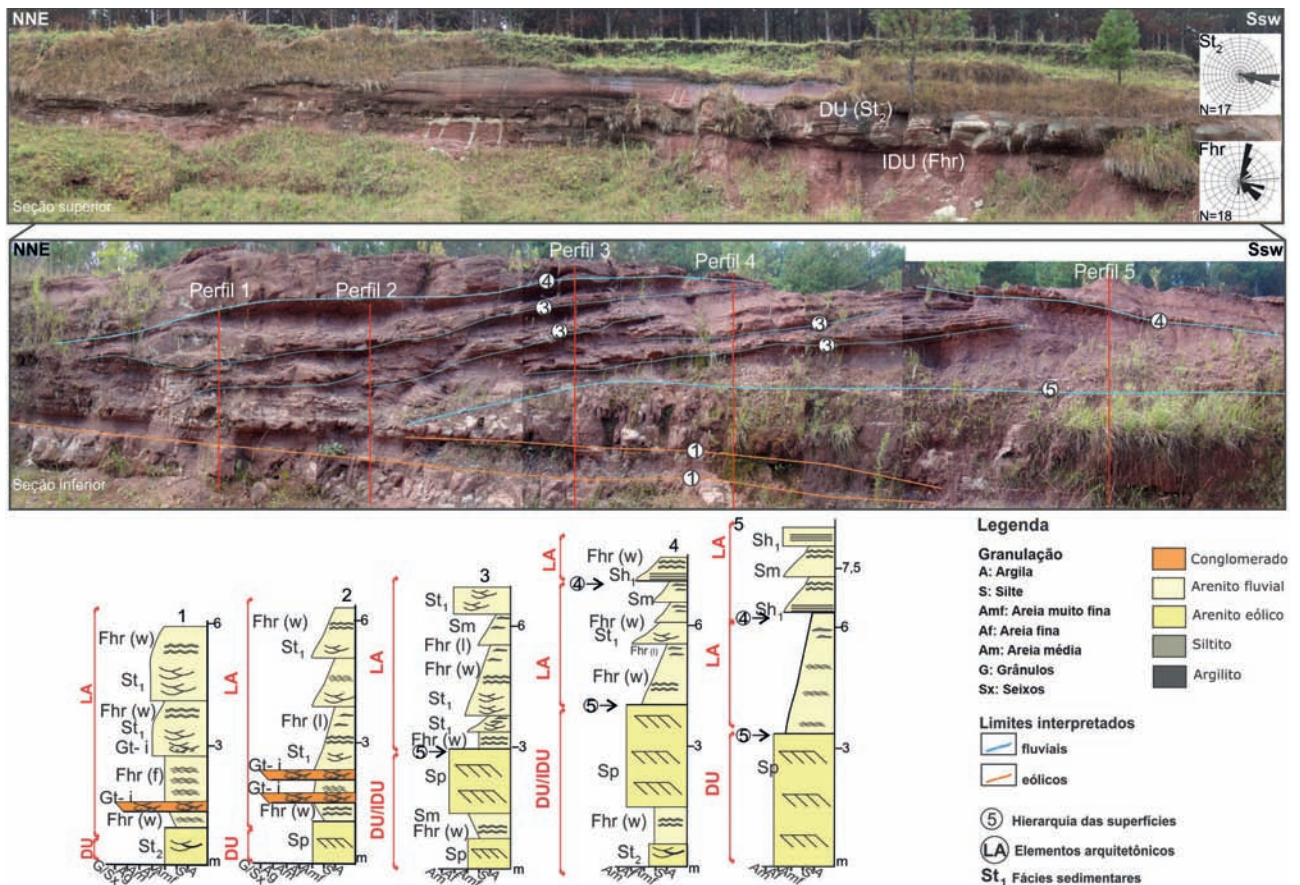 NNE
Ssw
St2
N=17
DU (St2)
IDU (Fhr)
Fhr
N=18
Seção superior
NNE
Ssw
Perfil 1
Perfil 2
Perfil 3
Perfil 4
Perfil 5
4
3
3
3
3
4
5
1
1
Seção inferior
1
6
LA
Fhr (w)
St1
Fhr (w)
St1
Gt- i
3
Fhr (f)
Gt- i
Fhr (w)
DU
St2
m
2
6
LA
Fhr (w)
St1
Fhr (l)
3
St1
Gt- i
Gt- i
Fhr (w)
DU
Sp
m
3
6
LA
St1
Sm
Fhr (l)
Fhr (w)
St1
St1
Fhr (w)
5
3
DU/IDU
Sp
Sm
Fhr (w)
Sp
m
4
LA
Fhr (w)
Sh1
4
Sm
6
Fhr (w)
St1
Fhr (l)
LA
Fhr (w)
5
3
DU/IDU
Sp
Fhr (w)
St2
m
5
LA
Sh1
7,5
Sm
Sh1
4
6
LA
5
3
DU
Sp
m
Legenda
Granulação
A: Argila
S: Silte
Amf: Areia muito fina
Af: Areia fina
Am: Areia média
G: Grânulos
Sx: Seixos
Conglomerado
Arenito fluvial
Arenito eólico
Siltito
Argilito
Limites interpretados
fluviais
eólicos
5 Hierarquia das superfícies
LA Elementos arquitetônicos
St1 Fácies sedimentares